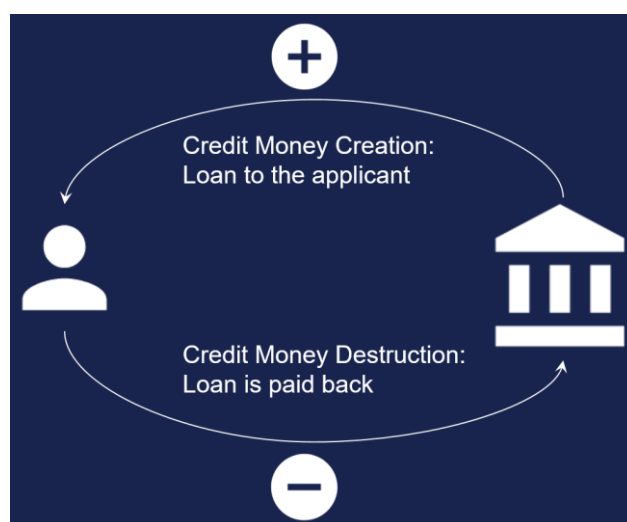 +
Credit Money Creation:
Loan to the applicant
Credit Money Destruction:
Loan is paid back
−